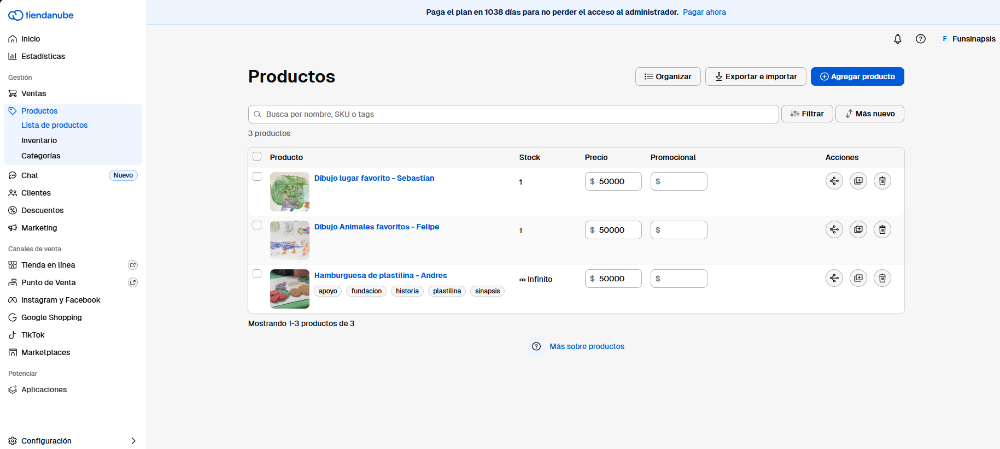 tiendanube
Paga el plan en 1038 días para no perder el acceso al administrador. Pagar ahora
Inicio
Estadísticas
Gestión
Ventas
Productos
Lista de productos
Inventario
Categorías
Chat Nuevo
Clientes
Descuentos
Marketing
Canales de venta
Tienda en línea
Punto de Venta
Instagram y Facebook
Google Shopping
TikTok
Marketplaces
Potenciar
Aplicaciones
Configuración
F Funsinapsis
Productos
Organizar
Exportar e importar
Agregar producto
Busca por nombre, SKU o tags
Filtrar
Más nuevo
3 productos
Producto Stock Precio Promocional Acciones
Dibujo lugar favorito - Sebastian 1 $ 50000 $
Dibujo Animales favoritos - Felipe 1 $ 50000 $
Hamburguesa de plastilina - Andres ∞ Infinito $ 50000 $
apoyo fundacion historia plastilina sinapsis
Mostrando 1-3 productos de 3
Más sobre productos